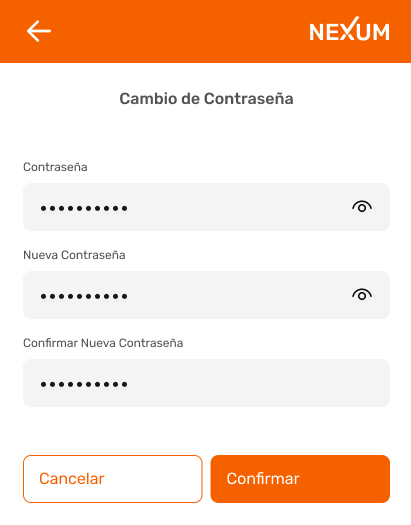 NEXUM
Cambio de Contraseña
Contraseña
••••••••••
Nueva Contraseña
••••••••••
Confirmar Nueva Contraseña
••••••••••
Cancelar
Confirmar